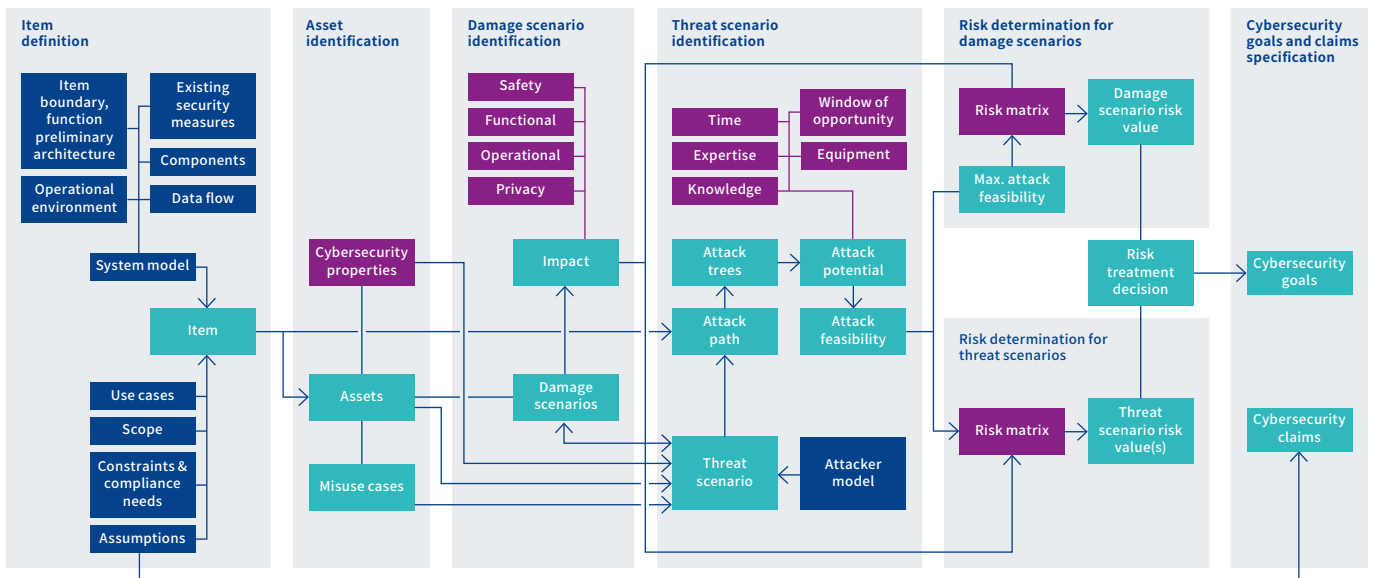 Item
definition
Item
boundary,
function
preliminary
architecture
Existing
security
measures
Components
Operational
environment
Data flow
System model
Item
Use cases
Scope
Constraints &
compliance
needs
Assumptions
Asset
identification
Cybersecurity
properties
Assets
Misuse cases
Damage scenario
identification
Safety
Functional
Operational
Privacy
Impact
Damage
scenarios
Threat scenario
identification
Time
Window of
opportunity
Expertise
Equipment
Knowledge
Attack
trees
Attack
potential
Attack
path
Attack
feasibility
Threat
scenario
Attacker
model
Risk determination for
damage scenarios
Risk matrix
Damage
scenario risk
value
Max. attack
feasibility
Risk
treatment
decision
Risk determination for
threat scenarios
Risk matrix
Threat
scenario risk
value(s)
Cybersecurity
goals and claims
specification
Cybersecurity
goals
Cybersecurity
claims